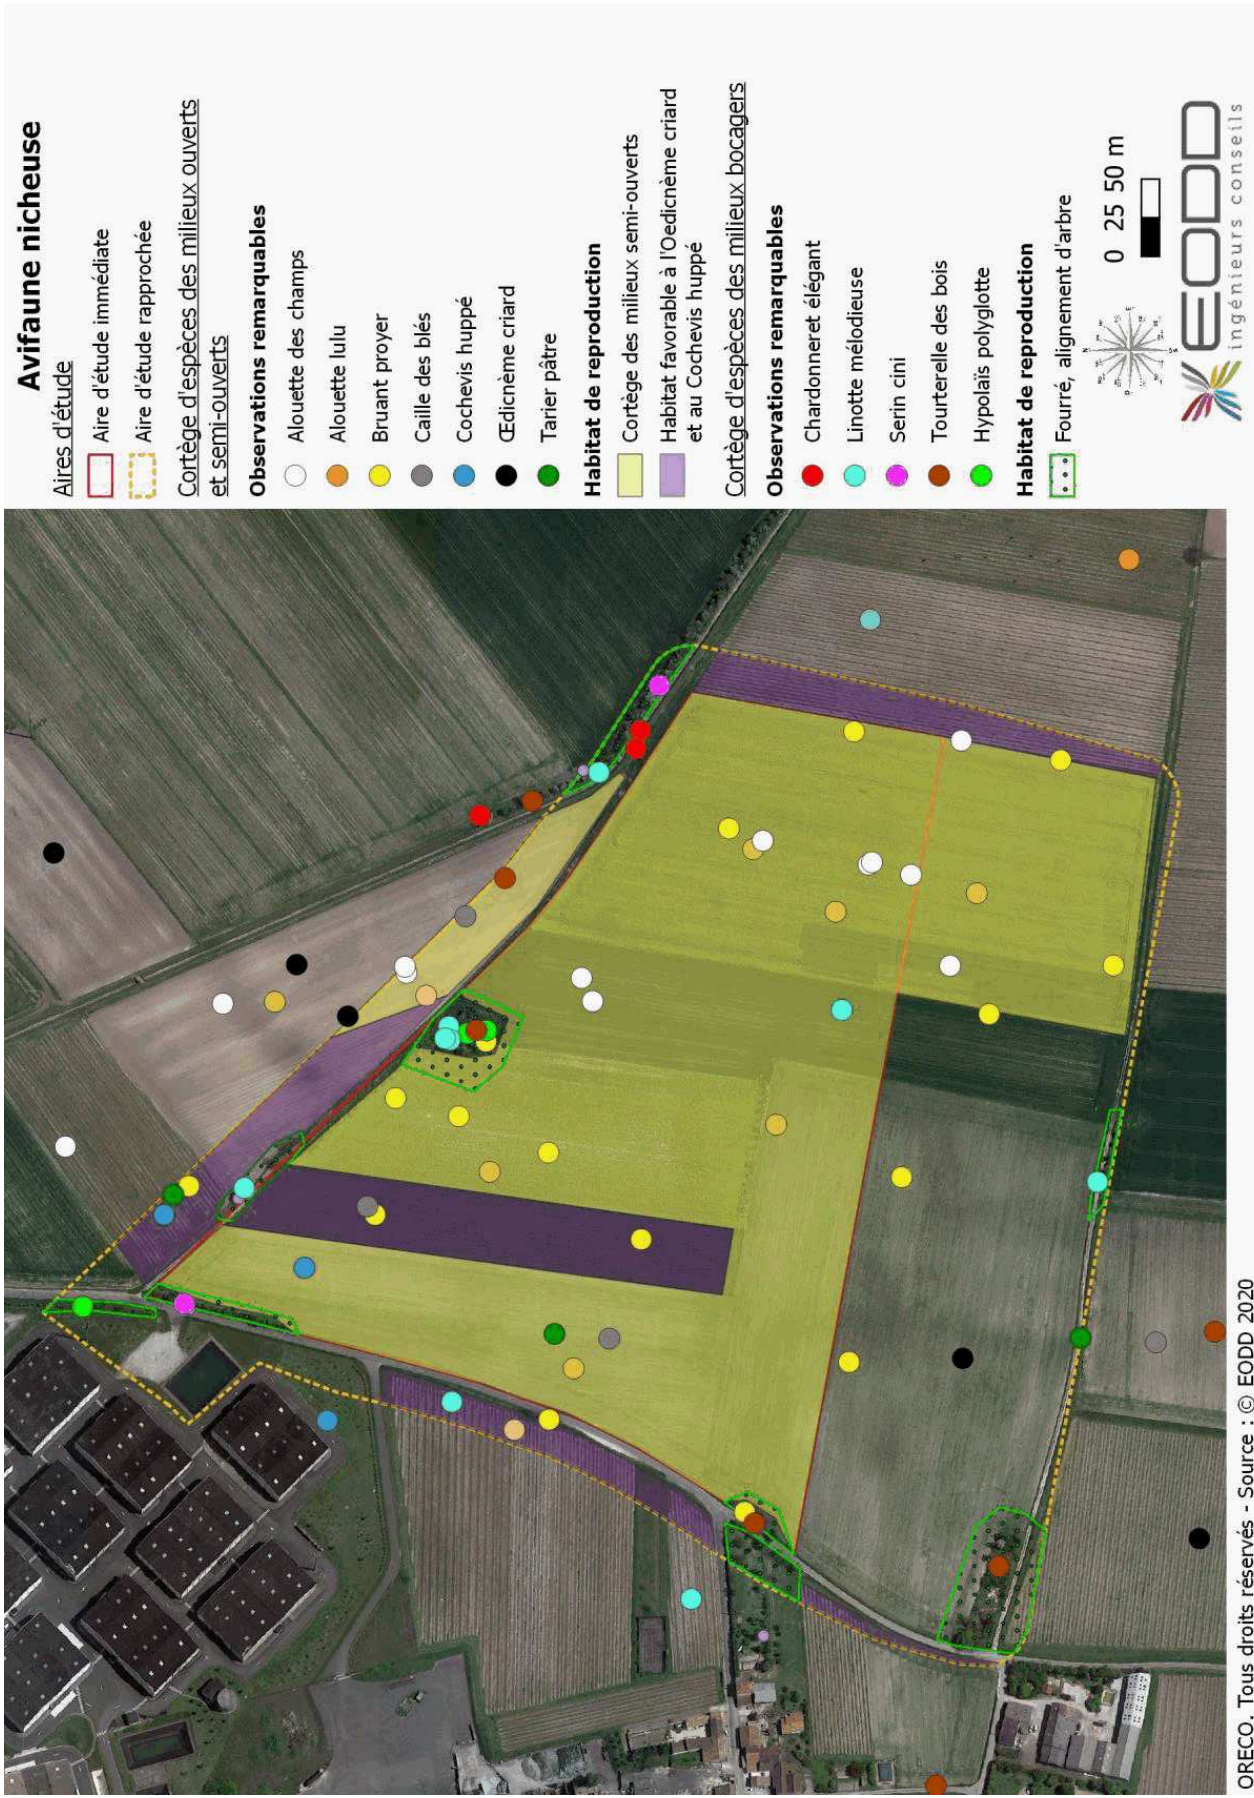 Avifaune nicheuse
Aires d'étude
Aire d'étude immédiate
Aire d'étude rapprochée
Cortège d'espèces des milieux ouverts
et semi-ouverts
Observations remarquables
Alouette des champs
Alouette lulu
Bruant proyer
Caille des blés
Cochevis huppé
Œdicnème criard
Tarier pâtre
Habitat de reproduction
Cortège des milieux semi-ouverts
Habitat favorable à l'Oedicnème criard
et au Cochevis huppé
Cortège d'espèces des milieux bocagers
Observations remarquables
Chardonneret élégant
Linotte mélodieuse
Serin cini
Tourterelle des bois
Hypolaïs polyglotte
Habitat de reproduction
Fourré, alignement d'arbre
0 25 50 m
EODD
ingénieurs conseils
ORECO. Tous droits réservés - Source : © EODD 2020